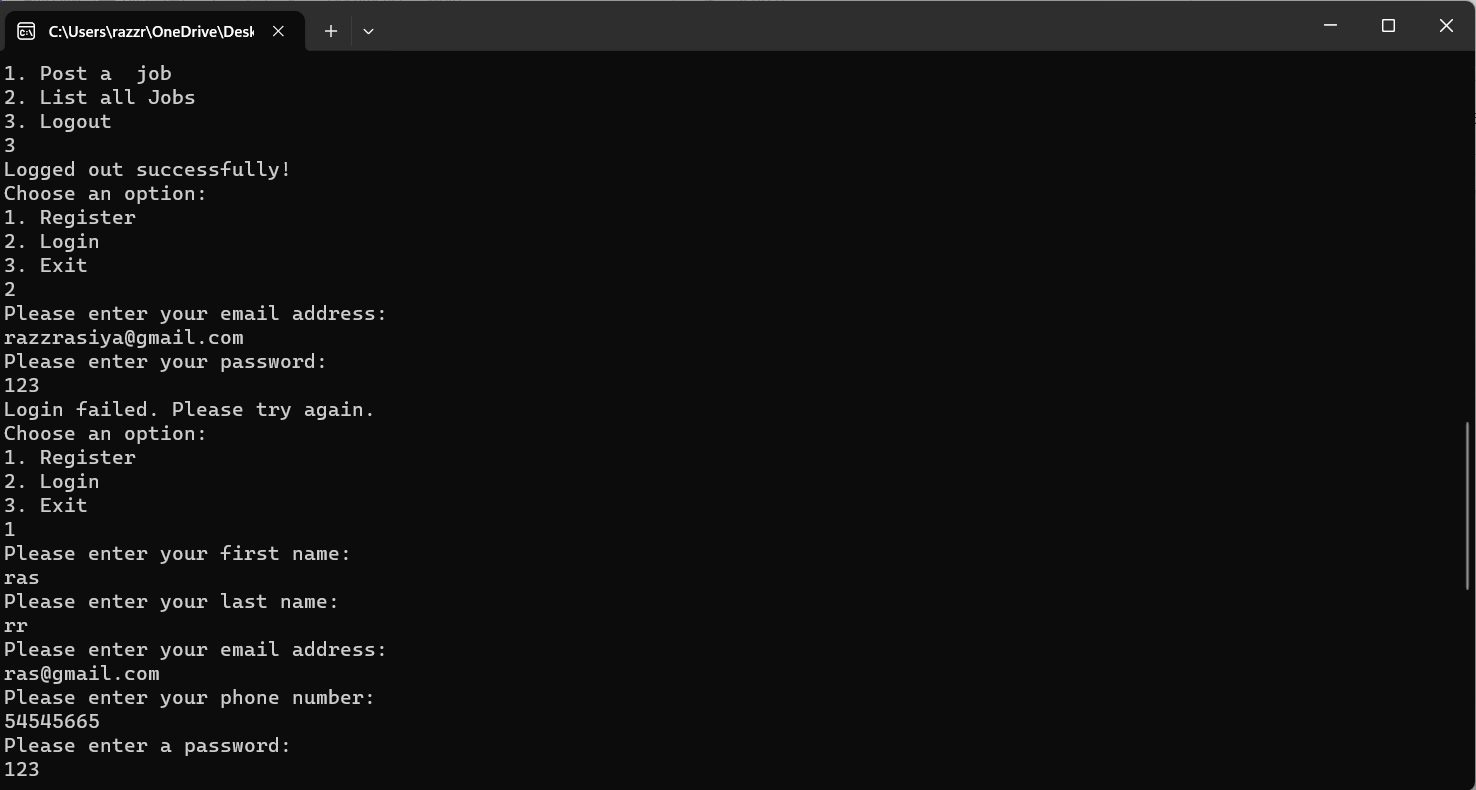 C:\Users\razzr\OneDrive\Desk
1. Post a  job
2. List all Jobs
3. Logout
3
Logged out successfully!
Choose an option:
1. Register
2. Login
3. Exit
2
Please enter your email address:
razzrasiya@gmail.com
Please enter your password:
123
Login failed. Please try again.
Choose an option:
1. Register
2. Login
3. Exit
1
Please enter your first name:
ras
Please enter your last name:
rr
Please enter your email address:
ras@gmail.com
Please enter your phone number:
54545665
Please enter a password:
123